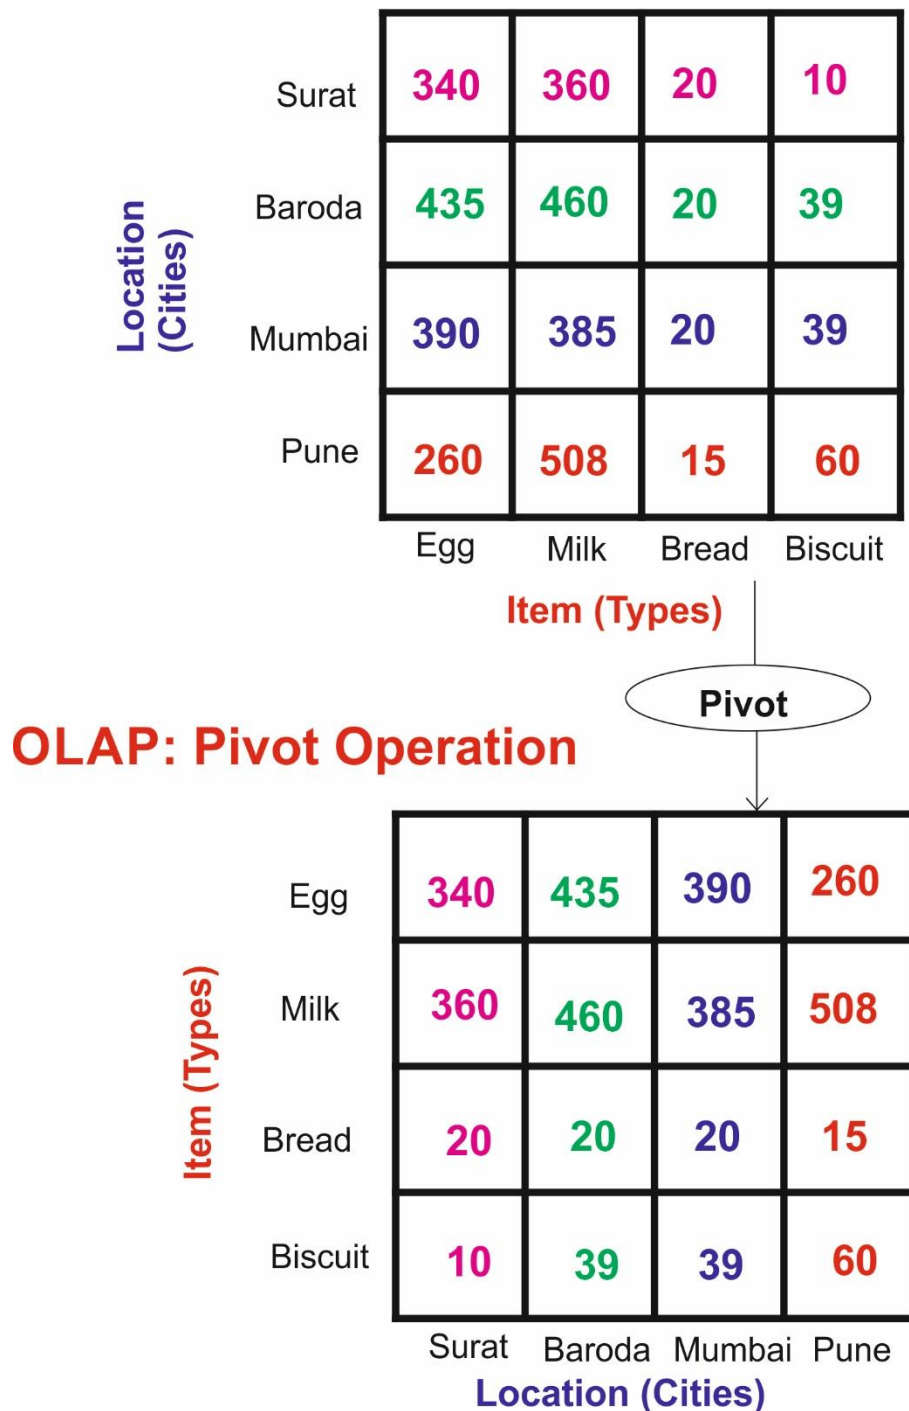 Surat 340 360 20 10
Location
(Cities)
Baroda 435 460 20 39
Mumbai 390 385 20 39
Pune 260 508 15 60
Egg Milk Bread Biscuit
Item (Types)
Pivot
OLAP: Pivot Operation
Egg 340 435 390 260
Item (Types)
Milk 360 460 385 508
Bread 20 20 20 15
Biscuit 10 39 39 60
Surat Baroda Mumbai Pune
Location (Cities)